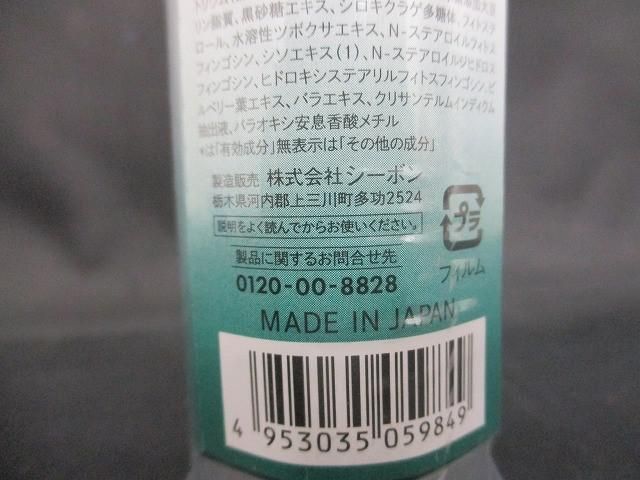 リン脂質、黒砂糖エキス、シロキクラゲ多糖体、フィトステ
ロール、水溶性ツボクサエキス、N-ステアロイルフィトス
フィンゴシン、シソエキス(1)、N-ステアロイルジヒドロス
フィンゴシン、ヒドロキシステアリルフィトスフィンゴシン、ビ
ルベリー葉エキス、バラエキス、クリサンテルムインディクム
抽出液、パラオキシ安息香酸メチル
*は「有効成分」無表示は「その他の成分」
製造販売 株式会社シーボン
栃木県河内郡上三川町多功2524
説明をよく読んでからお使いください。
製品に関するお問合せ先
0120-00-8828
プラ
フィルム
MADE IN JAPAN
4 953035 059849